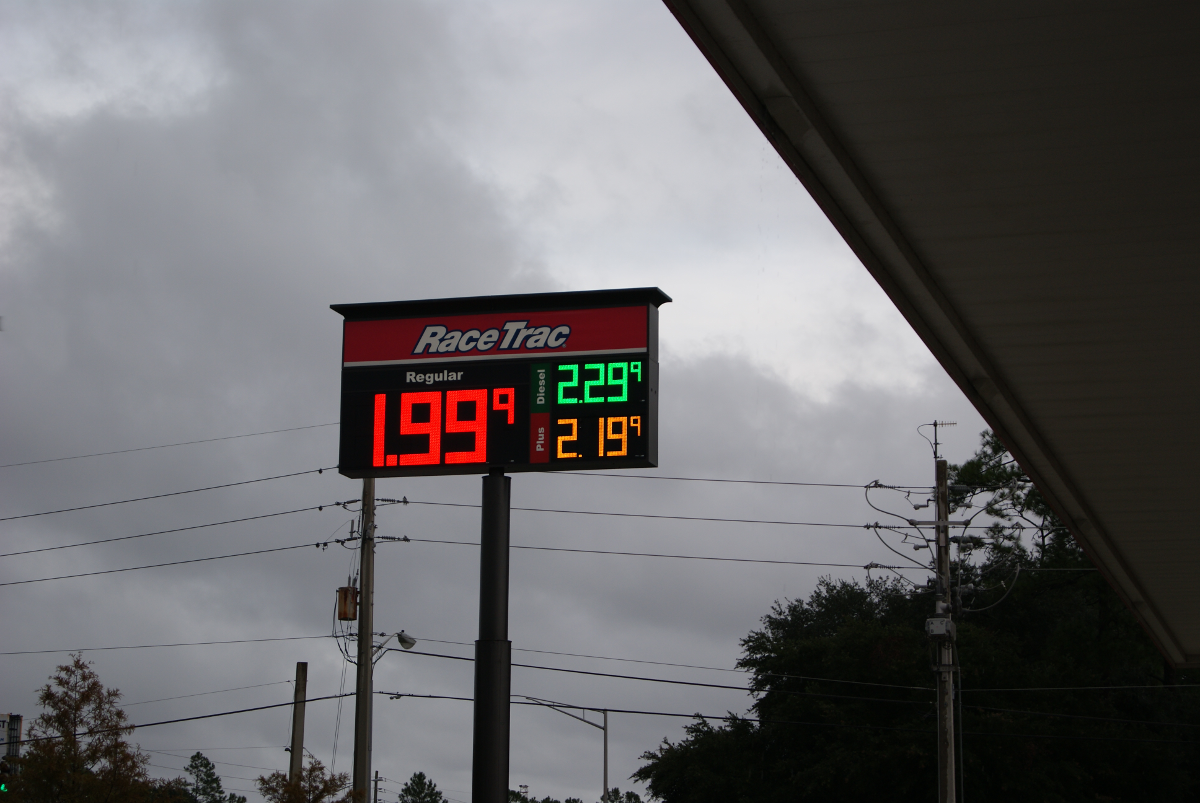 RaceTrac
Regular
1.99⁹
Diesel
2.29⁹
Plus
2.19⁹